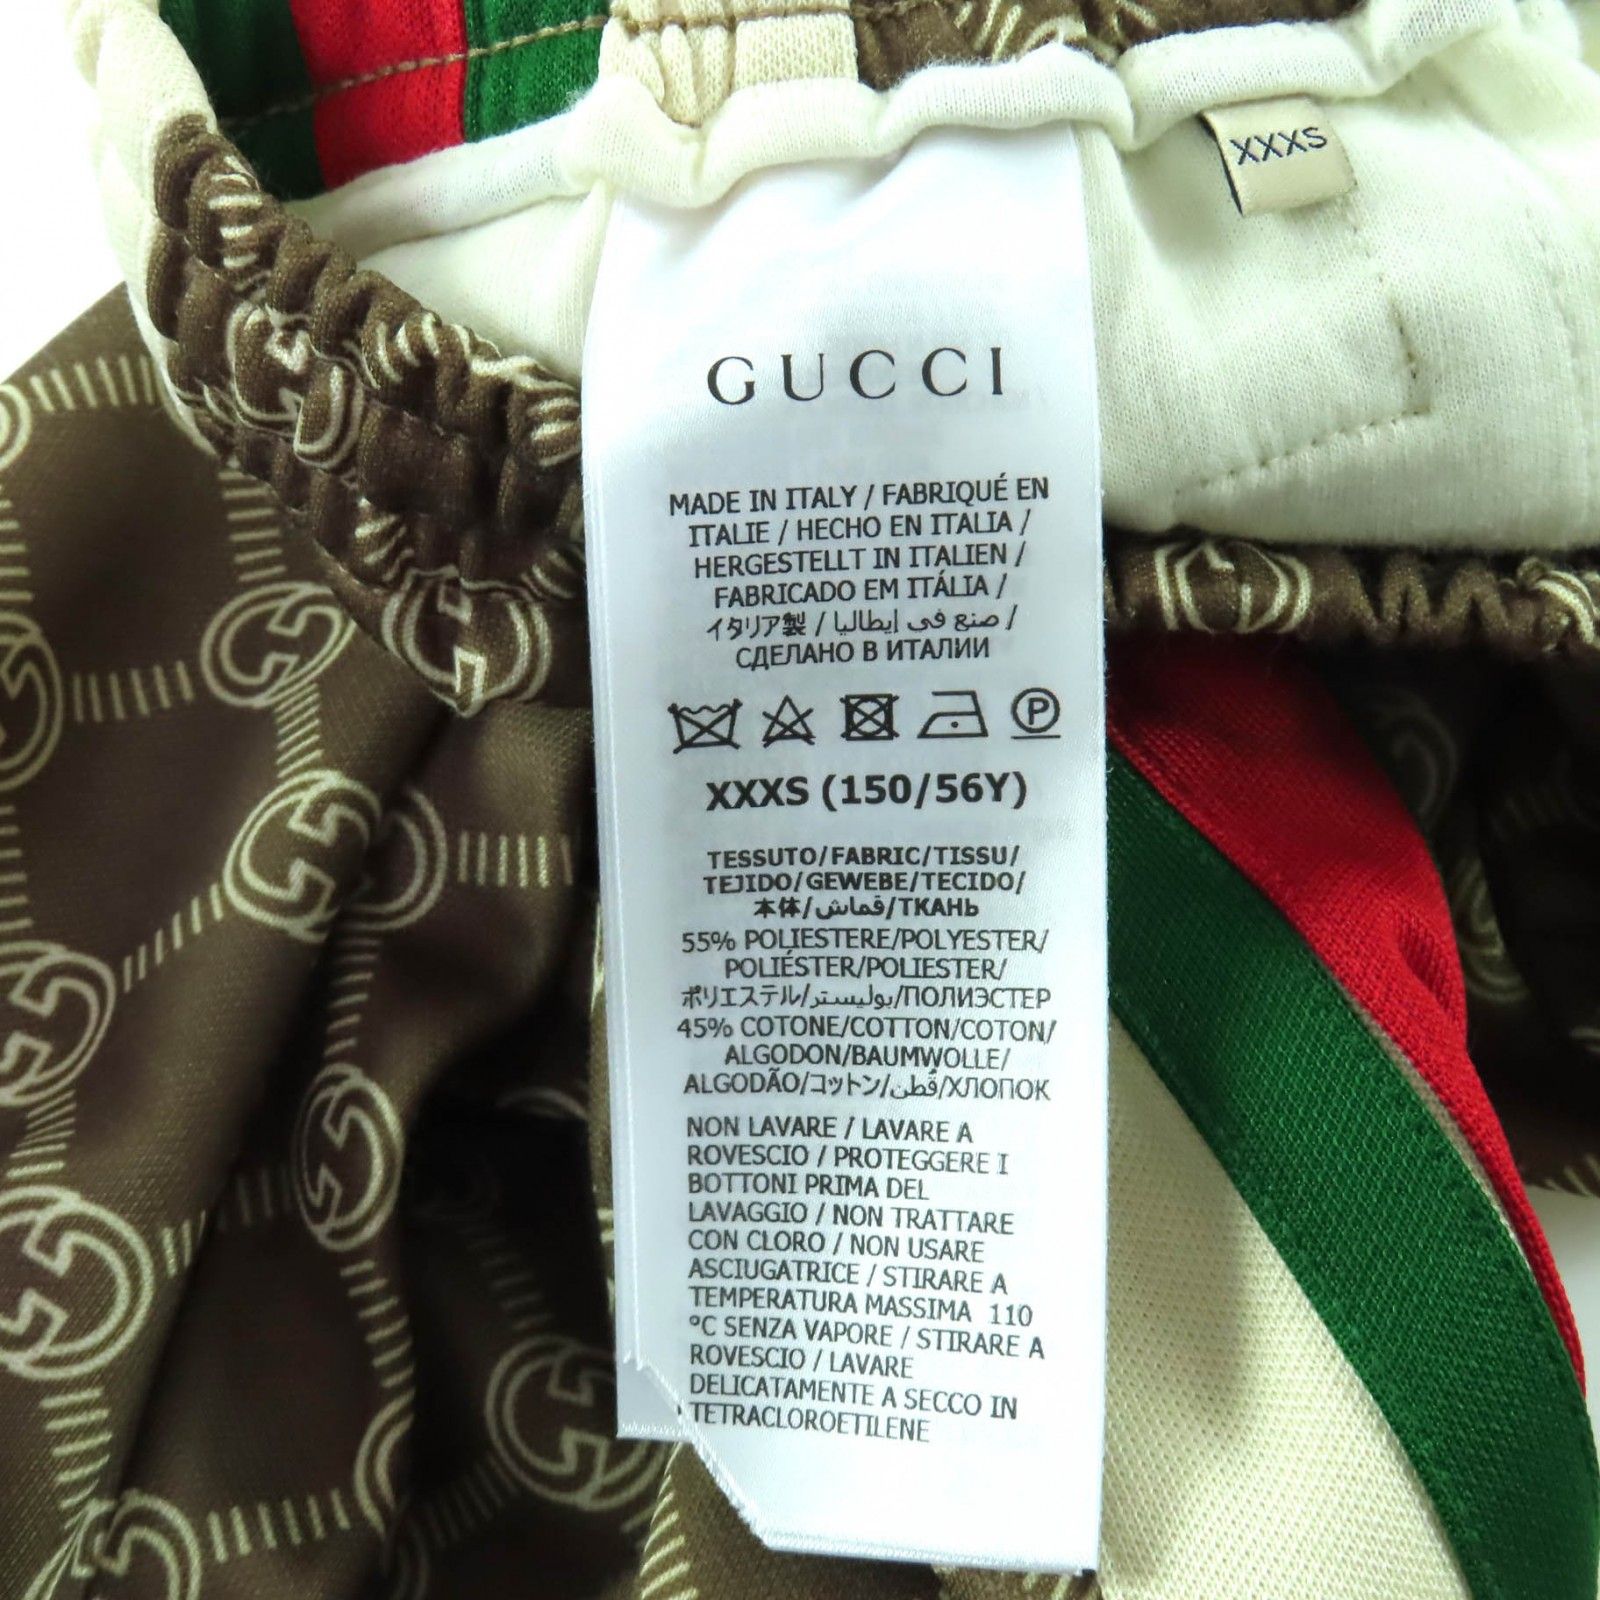 XXXS
GUCCI
MADE IN ITALY / FABRIQUÉ EN
ITALIE / HECHO EN ITALIA /
HERGESTELLT IN ITALIEN /
FABRICADO EM ITÁLIA /
イタリア製 / صنع في إيطاليا /
СДЕЛАНО В ИТАЛИИ
P
XXXS (150/56Y)
TESSUTO/FABRIC/TISSU/
TEJIDO/GEWEBE/TECIDO/
本体/قماش/ТКАНЬ
55% POLIESTERE/POLYESTER/
POLIÉSTER/POLIESTER/
ポリエステル/بوليستر/ПОЛИЭСТЕР
45% COTONE/COTTON/COTON/
ALGODON/BAUMWOLLE/
ALGODÃO/コットン/قُطن/ХЛОПОК
NON LAVARE / LAVARE A
ROVESCIO / PROTEGGERE I
BOTTONI PRIMA DEL
LAVAGGIO / NON TRATTARE
CON CLORO / NON USARE
ASCIUGATRICE / STIRARE A
TEMPERATURA MASSIMA 110
°C SENZA VAPORE / STIRARE A
ROVESCIO / LAVARE
DELICATAMENTE A SECCO IN
TETRACLOROETILENE